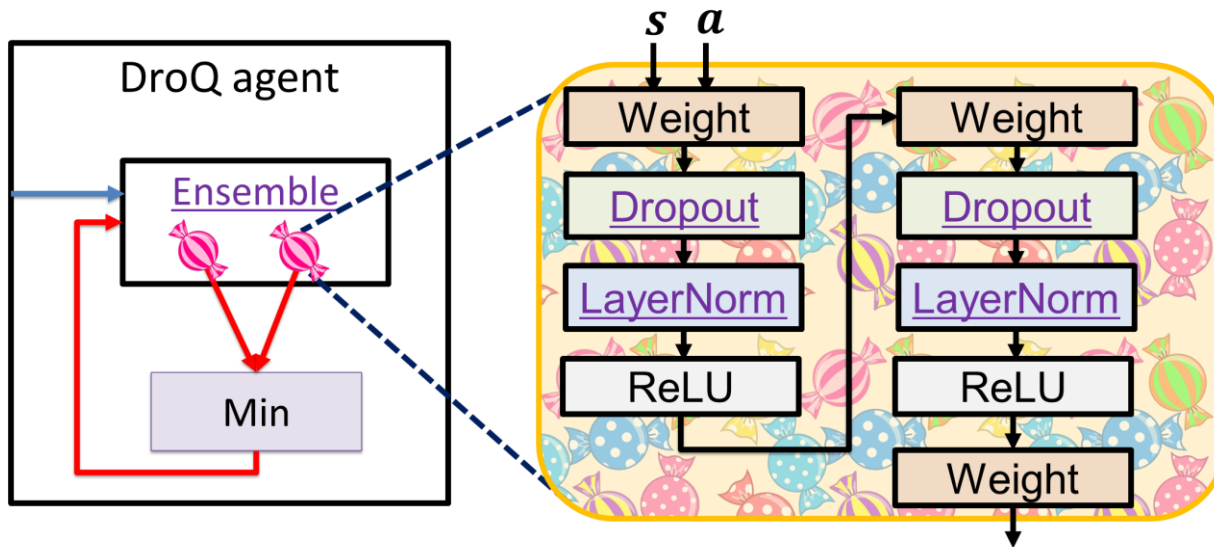 DroQ agent
Ensemble
Min
s a
Weight
Dropout
LayerNorm
ReLU
Weight
Dropout
LayerNorm
ReLU
Weight